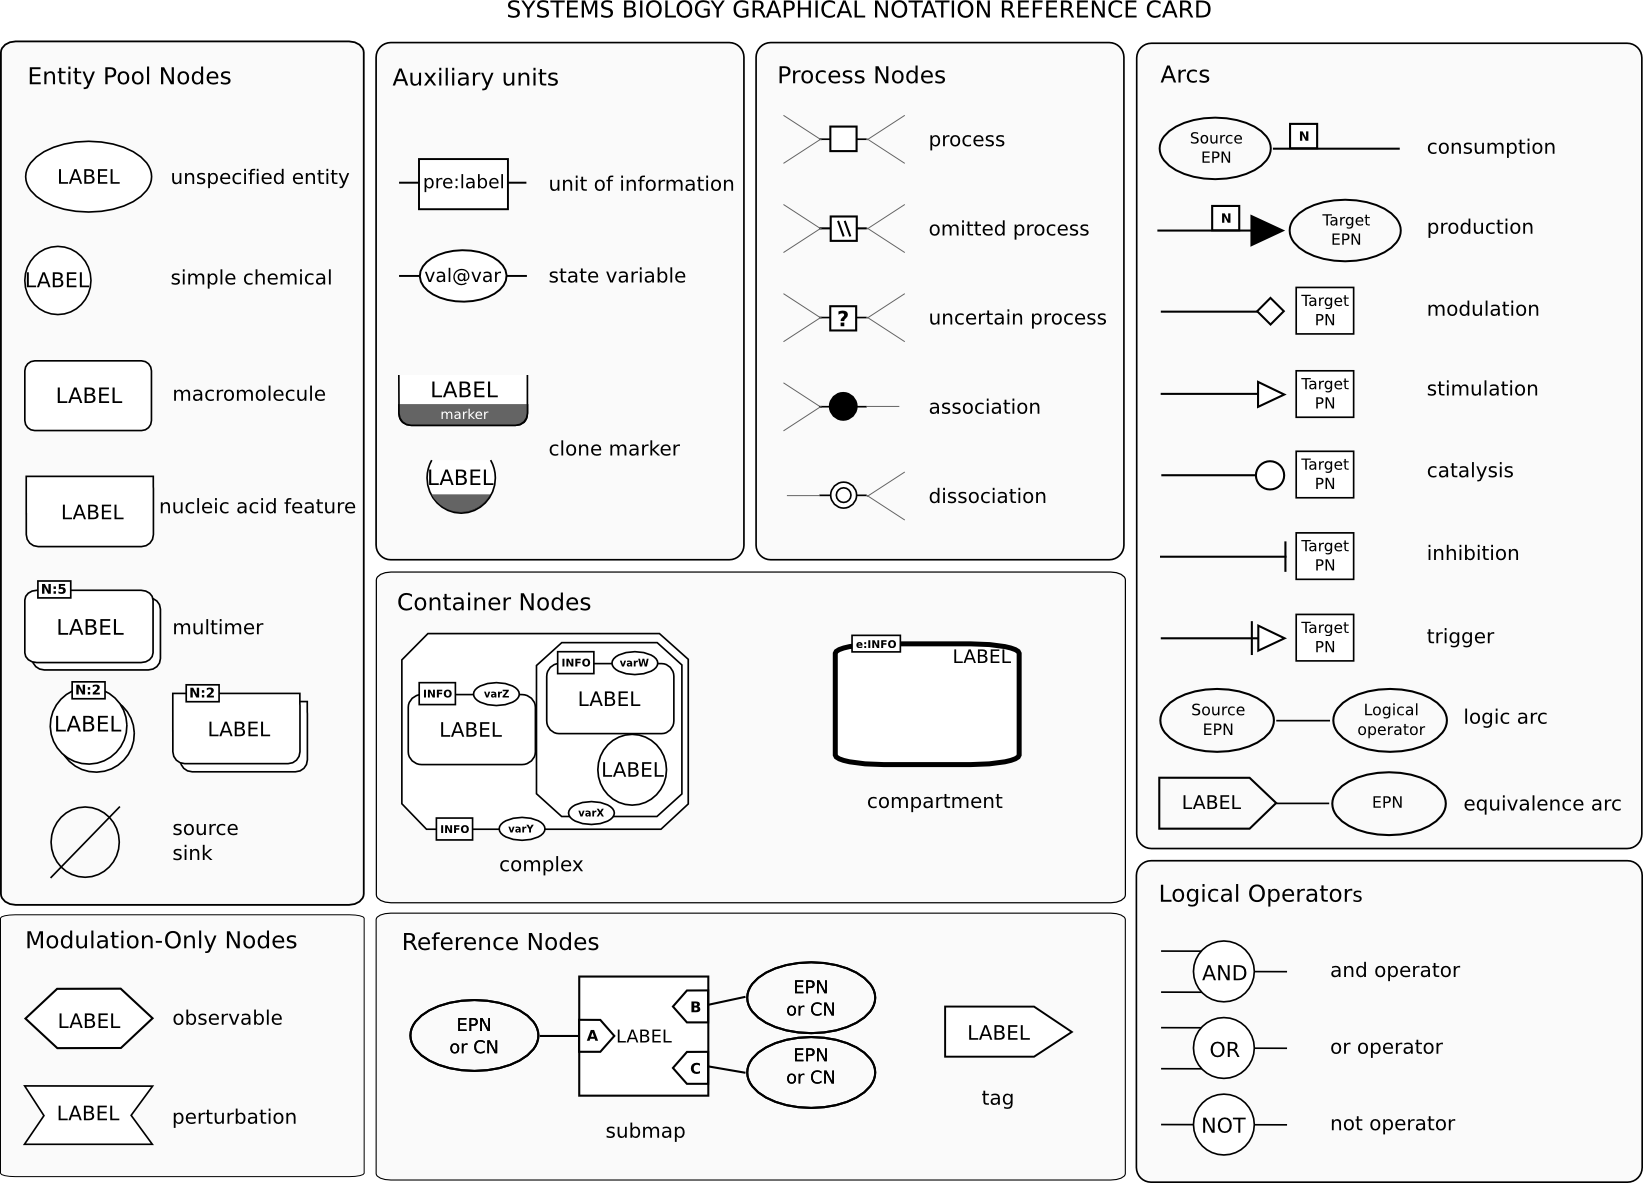 SYSTEMS BIOLOGY GRAPHICAL NOTATION REFERENCE CARD
Entity Pool Nodes
LABEL
unspecified entity
LABEL
simple chemical
LABEL
macromolecule
LABEL
nucleic acid feature
N:5
LABEL
multimer
N:2
LABEL
N:2
LABEL
source
sink
Modulation-Only Nodes
LABEL
observable
LABEL
perturbation
Auxiliary units
pre:label
unit of information
val@var
state variable
LABEL
marker
clone marker
LABEL
Process Nodes
process
\\
omitted process
?
uncertain process
association
dissociation
Container Nodes
INFO
varW
LABEL
INFO
varZ
LABEL
LABEL
varX
INFO
varY
complex
e:INFO
LABEL
compartment
Reference Nodes
EPN
or CN
A
LABEL
B
C
EPN
or CN
EPN
or CN
submap
LABEL
tag
Arcs
Source
EPN
N
consumption
N
Target
EPN
production
Target
PN
modulation
Target
PN
stimulation
Target
PN
catalysis
Target
PN
inhibition
Target
PN
trigger
Source
EPN
Logical
operator
logic arc
LABEL
EPN
equivalence arc
Logical Operators
AND
and operator
OR
or operator
NOT
not operator